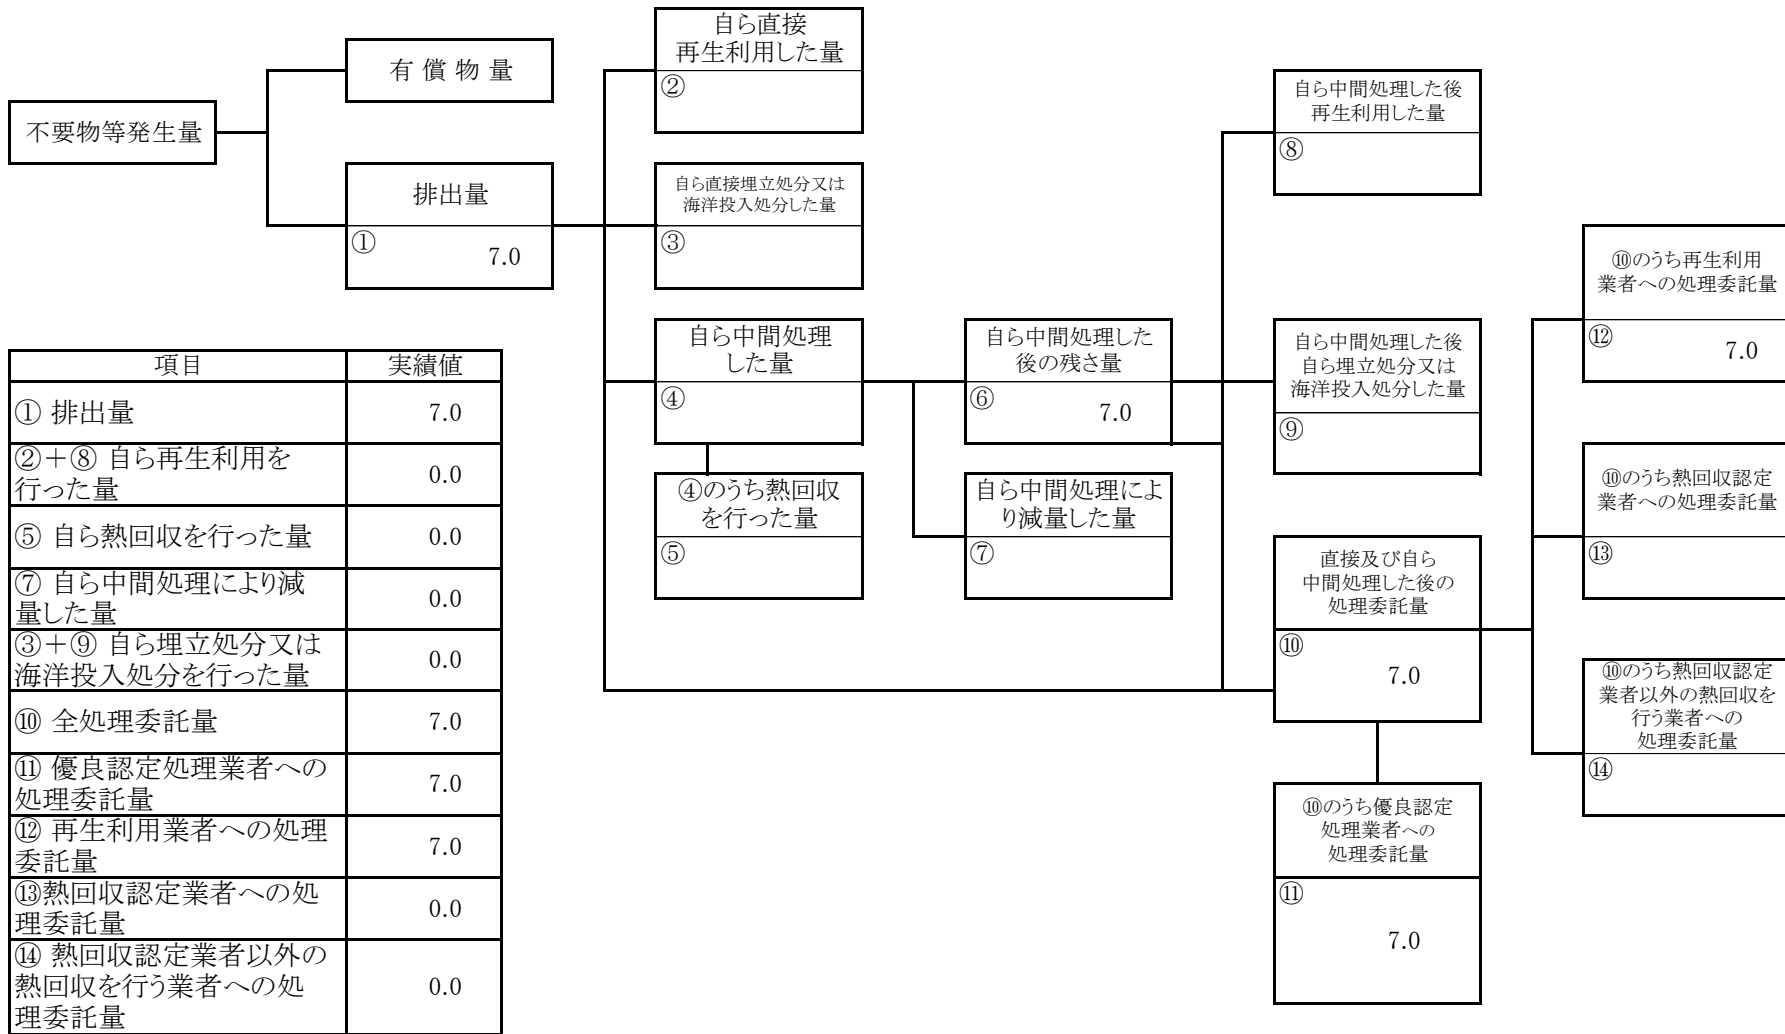 不要物等発生量
有 償 物 量
排出量
①
7.0
自ら直接
再生利用した量
②
自ら直接埋立処分又は
海洋投入処分した量
③
自ら中間処理
した量
④
④のうち熱回収
を行った量
⑤
自ら中間処理した
後の残さ量
⑥
7.0
自ら中間処理によ
り減量した量
⑦
自ら中間処理した後
再生利用した量
⑧
自ら中間処理した後
自ら埋立処分又は
海洋投入処分した量
⑨
直接及び自ら
中間処理した後の
処理委託量
⑩
7.0
⑩のうち優良認定
処理業者への
処理委託量
⑪
7.0
⑩のうち再生利用
業者への処理委託量
⑫
7.0
⑩のうち熱回収認定
業者への処理委託量
⑬
⑩のうち熱回収認定
業者以外の熱回収を
行う業者への
処理委託量
⑭
項目 実績値
① 排出量 7.0
②+⑧ 自ら再生利用を
行った量 0.0
⑤ 自ら熱回収を行った量 0.0
⑦ 自ら中間処理により減
量した量 0.0
③+⑨ 自ら埋立処分又は
海洋投入処分を行った量 0.0
⑩ 全処理委託量 7.0
⑪ 優良認定処理業者への
処理委託量 7.0
⑫ 再生利用業者への処理
委託量 7.0
⑬熱回収認定業者への処
理委託量 0.0
⑭ 熱回収認定業者以外の
熱回収を行う業者への処
理委託量 0.0